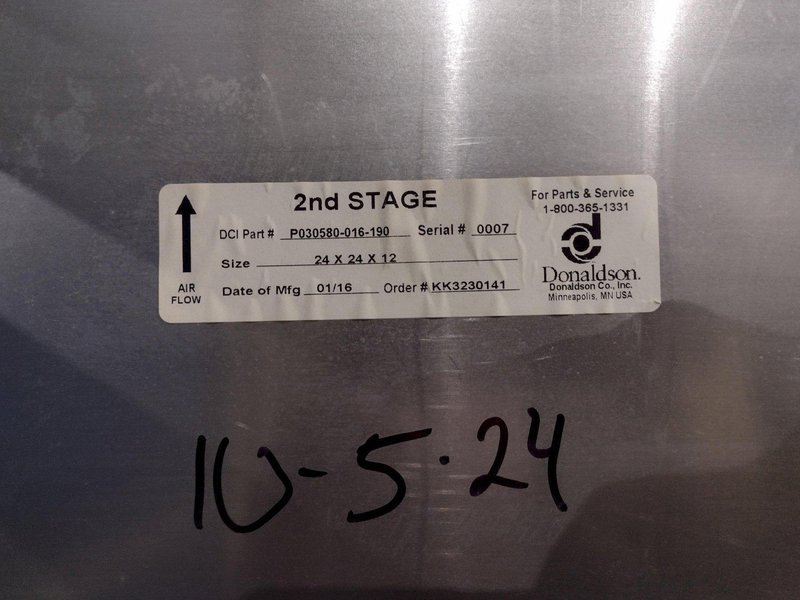 2nd STAGE
DCI Part # P030580-016-190 Serial # 0007
Size 24 X 24 X 12
Date of Mfg 01/16 Order # KK3230141
AIR
FLOW
For Parts & Service
1-800-365-1331
Donaldson.
Donaldson Co., Inc.
Minneapolis, MN USA
10-5-24